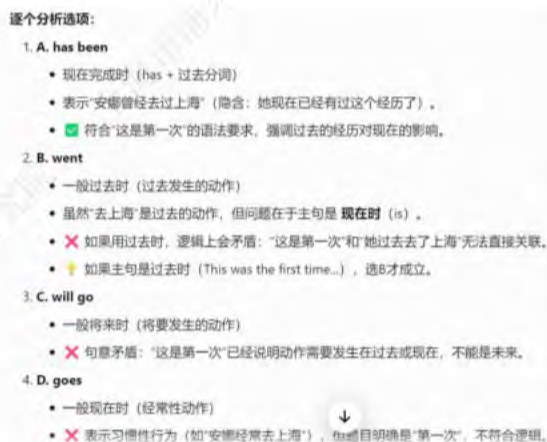 逐个分析选项：
1. A. has been
• 现在完成时（has + 过去分词）
• 表示“安娜曾经去过上海”（隐含：她现在已经有过这个经历了）。
• ✅ 符合“这是第一次”的语法要求，强调过去的经历对现在的影响。
2. B. went
• 一般过去时（过去发生的动作）
• 虽然“去上海”是过去的动作，但问题在于主句是 现在时（is）。
• ❌ 如果用过去时，逻辑上会矛盾：“这是第一次”和“她过去去了上海”无法直接关联。
• 💡 如果主句是过去时（This was the first time...），选B才成立。
3. C. will go
• 一般将来时（将要发生的动作）
• ❌ 句意矛盾：“这是第一次”已经说明动作需要发生在过去或现在，不能是未来。
4. D. goes
• 一般现在时（经常性动作）
• ❌ 表示习惯性行为（如“安娜经常去上海”），但题目明确是“第一次”，不符合逻辑。